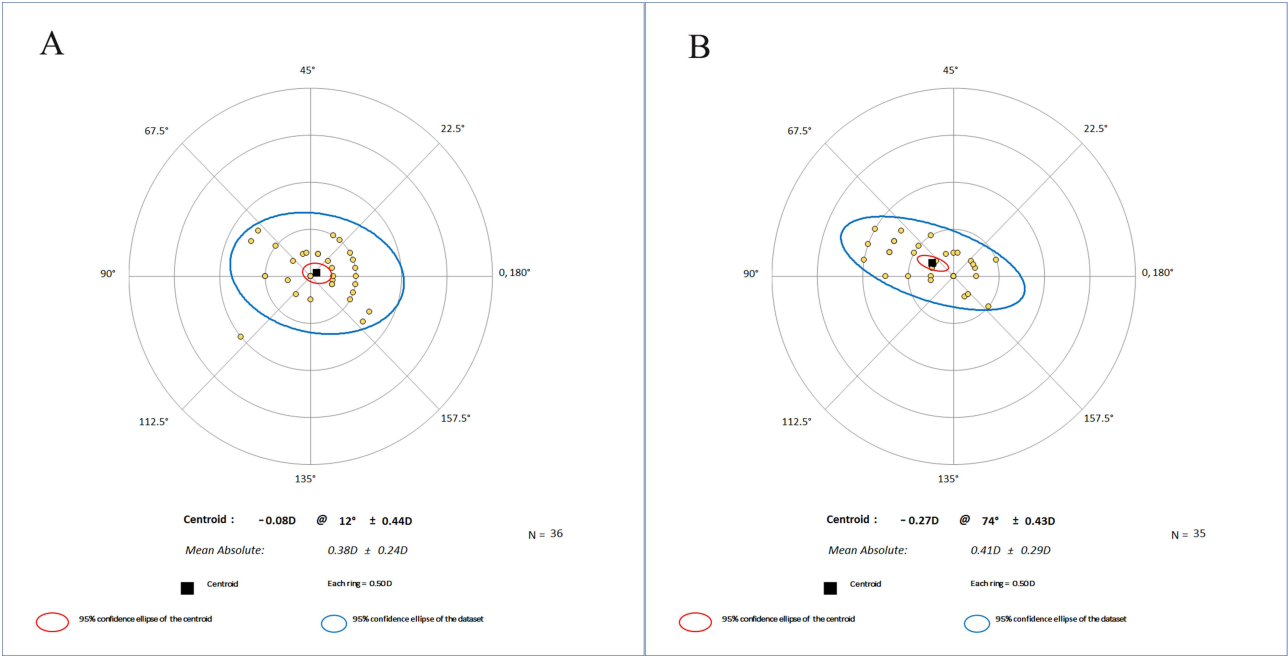 A
45°
67.5°
22.5°
90°
0, 180°
112.5°
157.5°
135°
Centroid : -0.08D @ 12° ± 0.44D
N = 36
Mean Absolute: 0.38D ± 0.24D
Centroid
Each ring = 0.50D
95% confidence ellipse of the centroid
95% confidence ellipse of the dataset
B
45°
67.5°
22.5°
90°
0, 180°
112.5°
157.5°
135°
Centroid : -0.27D @ 74° ± 0.43D
N = 35
Mean Absolute: 0.41D ± 0.29D
Centroid
Each ring = 0.50D
95% confidence ellipse of the centroid
95% confidence ellipse of the dataset